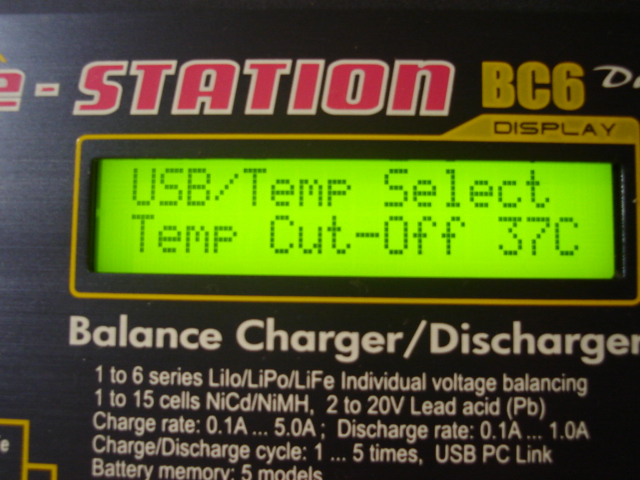 e-STATION BC6
DISPLAY
USB/Temp Select
Temp Cut-Off 37C
Balance Charger/Discharger
1 to 6 series LiIo/LiPo/LiFe Individual voltage balancing
1 to 15 cells NiCd/NiMH, 2 to 20V Lead acid (Pb)
Charge rate: 0.1A ... 5.0A ; Discharge rate: 0.1A ... 1.0A
Charge/Discharge cycle: 1 ... 5 times, USB PC Link
Battery memory: 5 models